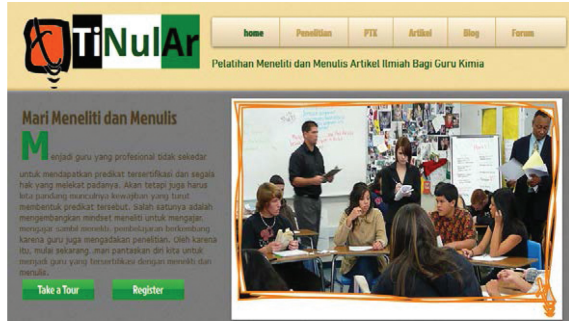 TiNulAr
home Penelitian PTK Artikel Blog Forum
Pelatihan Meneliti dan Menulis Artikel Ilmiah Bagi Guru Kimia
Mari Meneliti dan Menulis
Menjadi guru yang profesional tidak sekedar
untuk mendapatkan predikat tersertifikasi dan segala
hak yang melekat padanya. Akan tetapi juga harus
kita pandang munculnya kewajiban yang turut
membentuk predikat tersebut. Salah satunya adalah
mengembangkan mindset meneliti untuk mengajar,
mengajar sambil meneliti, pembelajaran berkembang
karena guru juga mengadakan penelitian. Oleh karena
itu, mulai sekarang mari pantaskan diri kita untuk
menjadi guru yang tersertifikasi dengan meneliti dan
menulis.
Take a Tour Register